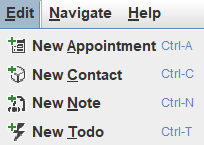 Edit Navigate Help
New Appointment Ctrl-A
New Contact Ctrl-C
New Note Ctrl-N
New Todo Ctrl-T